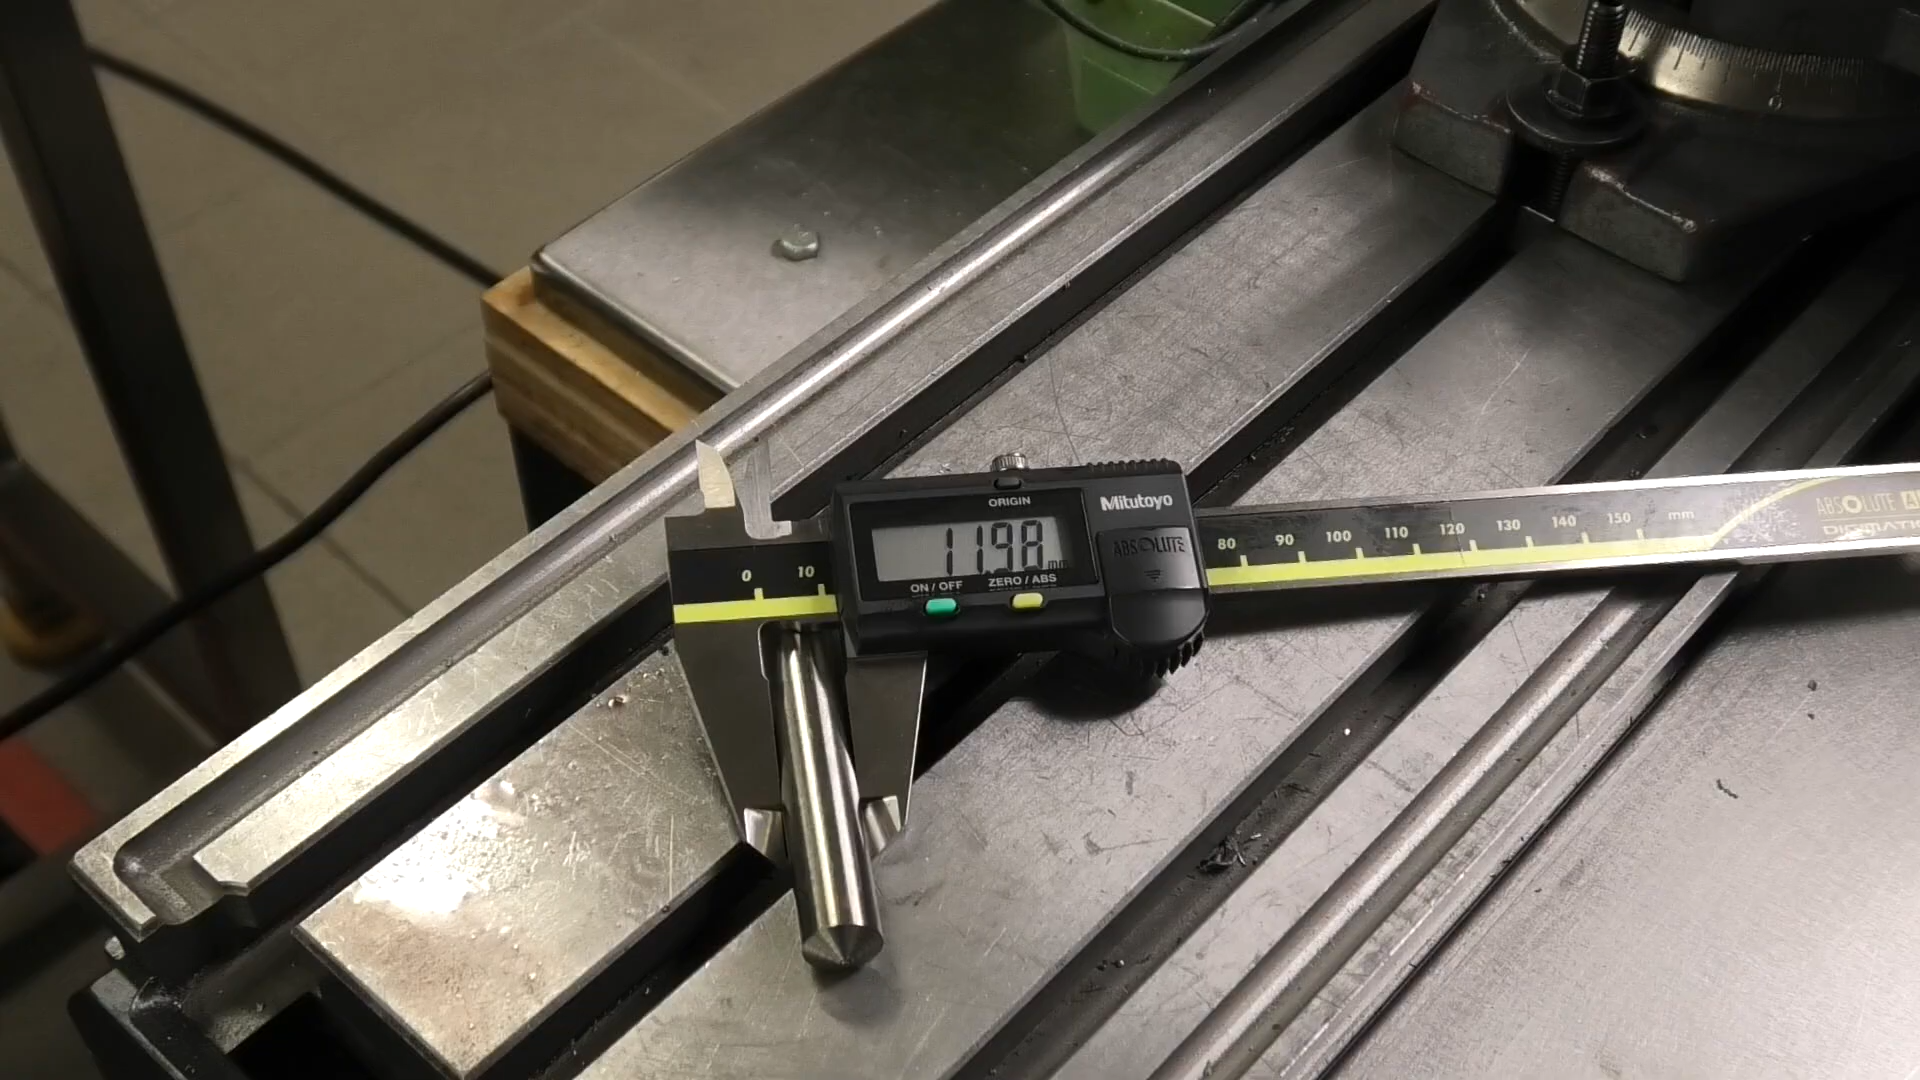 ORIGIN
Mitutoyo
11.98 mm
ABSOLUTE
ON / OFF ZERO / ABS
0 10
80 90 100 110 120 130 140 150 mm
ABSOLUTE
DIGIMATIC